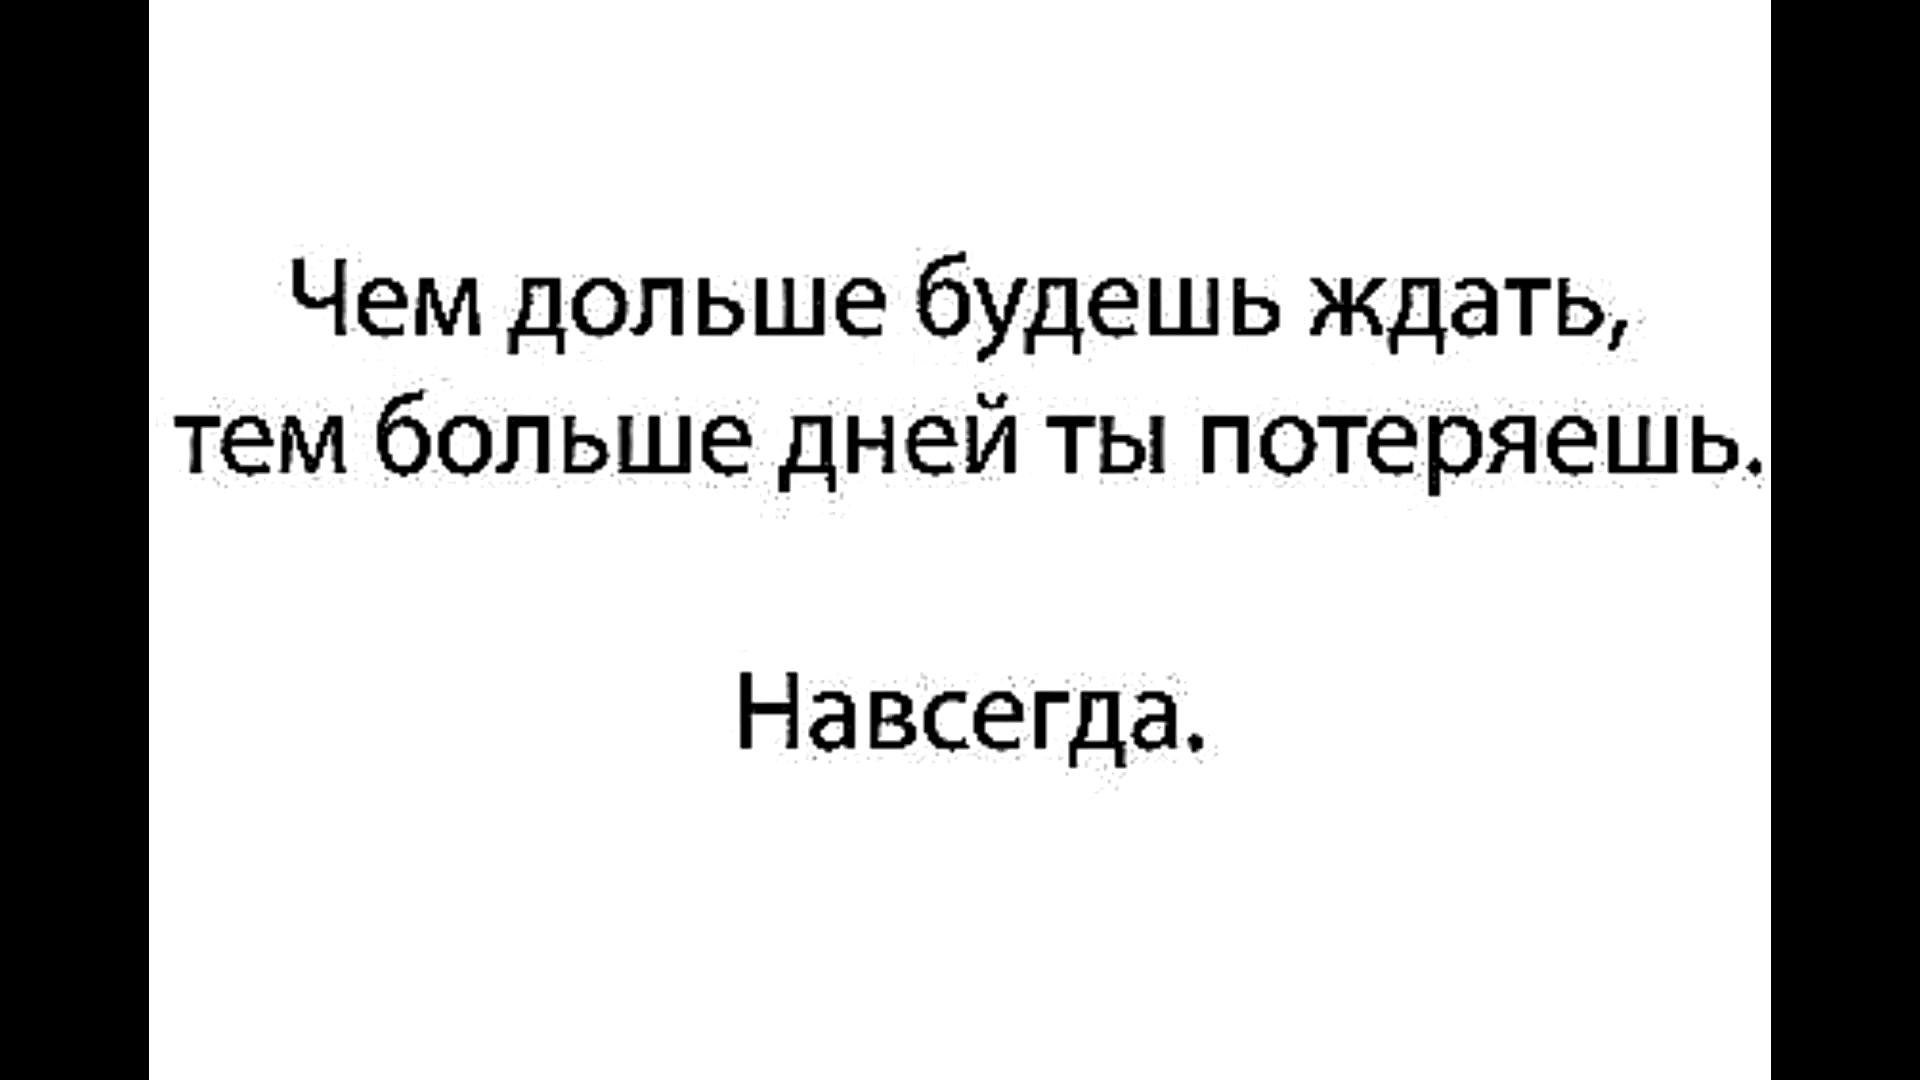 Чем дольше будешь ждать,
тем больше дней ты потеряешь.
Навсегда.